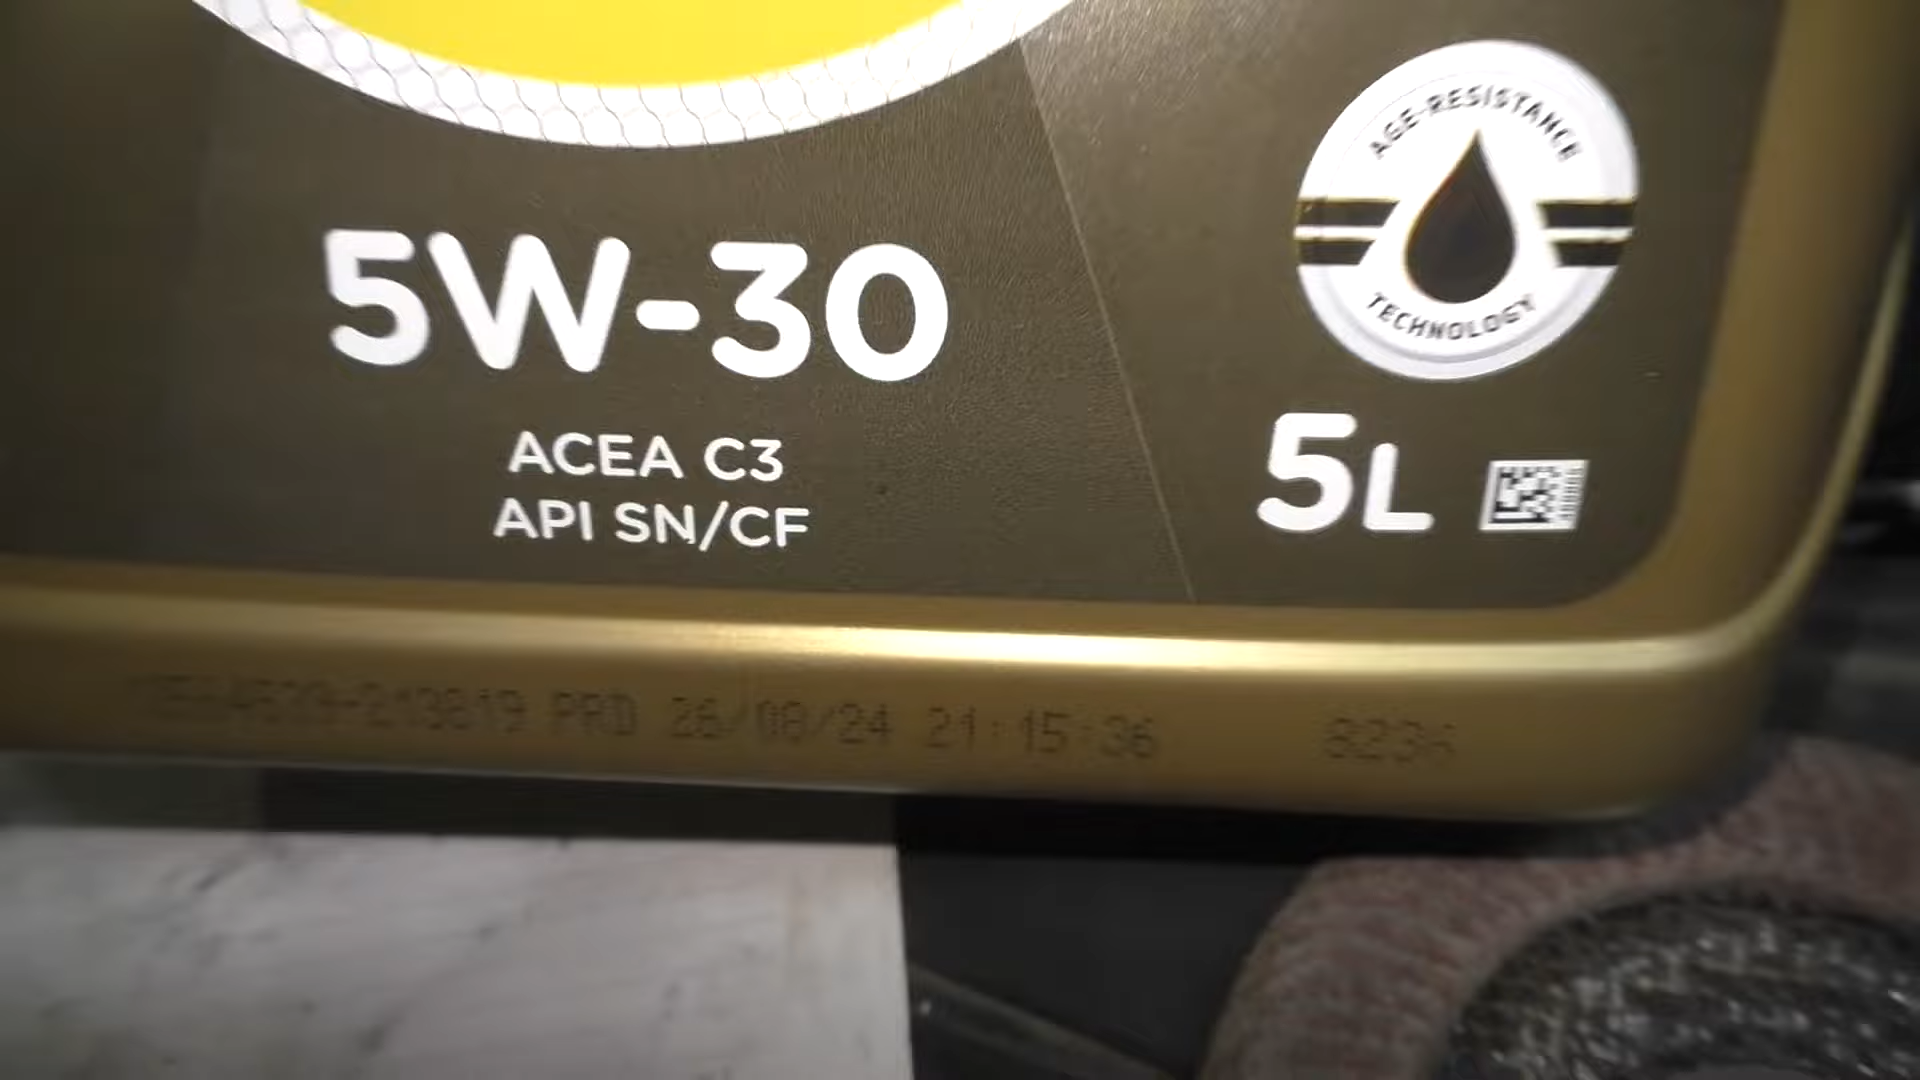 AGE-RESISTANCE
TECHNOLOGY
5W-30
ACEA C3
API SN/CF
5L
PRD 26/08/24 21:15:36